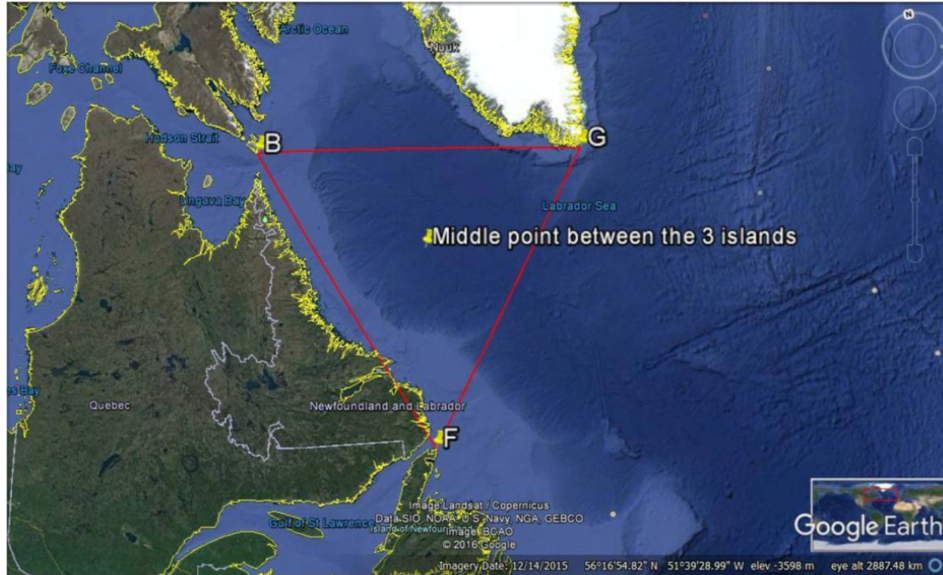 Arctic Ocean
Nuuk
N
Foxe Channel
Hudson Strait
B
G
Ungava Bay
Labrador Sea
Middle point between the 3 islands
Quebec
Newfoundland and Labrador
F
Image Landsat / Copernicus
Data SIO, NOAA, U.S. Navy, NGA, GEBCO
Gulf of St Lawrence
Island of Newfoundland
Image IBCAO
© 2016 Google
Google Earth
Imagery Date: 12/14/2015 56°16'54.82" N 51°39'28.99" W elev -3598 m eye alt 2887.48 km